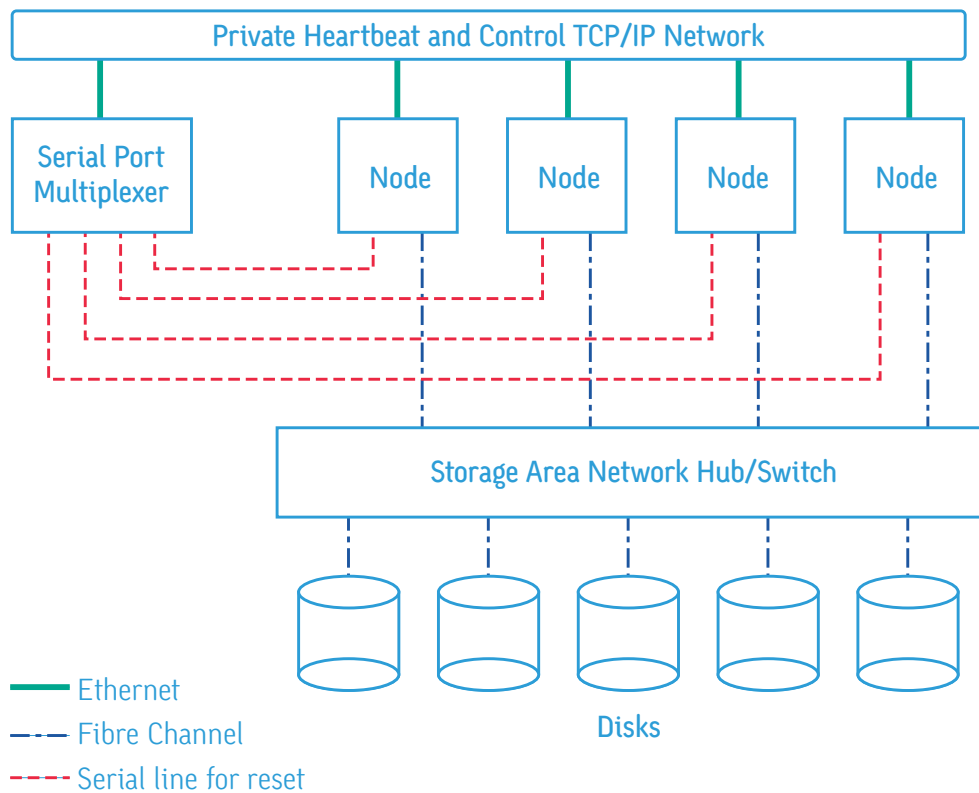 Private Heartbeat and Control TCP/IP Network
Serial Port
Multiplexer
Node
Node
Node
Node
Storage Area Network Hub/Switch
Disks
Ethernet
Fibre Channel
Serial line for reset